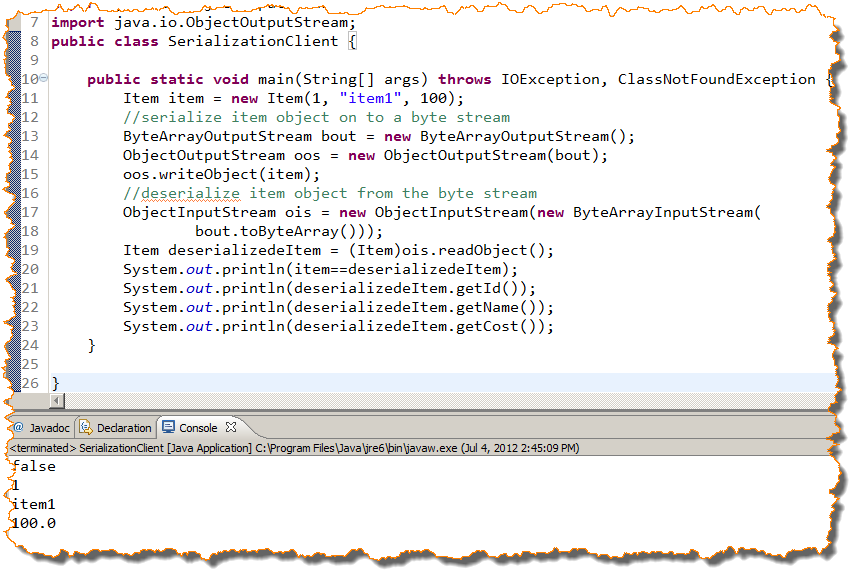 7 import java.io.ObjectOutputStream;
8 public class SerializationClient {
9
10 public static void main(String[] args) throws IOException, ClassNotFoundException {
11 Item item = new Item(1, "item1", 100);
12 //serialize item object on to a byte stream
13 ByteArrayOutputStream bout = new ByteArrayOutputStream();
14 ObjectOutputStream oos = new ObjectOutputStream(bout);
15 oos.writeObject(item);
16 //deserialize item object from the byte stream
17 ObjectInputStream ois = new ObjectInputStream(new ByteArrayInputStream(
18 bout.toByteArray()));
19 Item deserializedeItem = (Item)ois.readObject();
20 System.out.println(item==deserializedeItem);
21 System.out.println(deserializedeItem.getId());
22 System.out.println(deserializedeItem.getName());
23 System.out.println(deserializedeItem.getCost());
24 }
25
26 }
@ Javadoc Declaration Console
<terminated> SerializationClient [Java Application] C:\Program Files\Java\jre6\bin\javaw.exe (Jul 4, 2012 2:45:09 PM)
false
1
item1
100.0